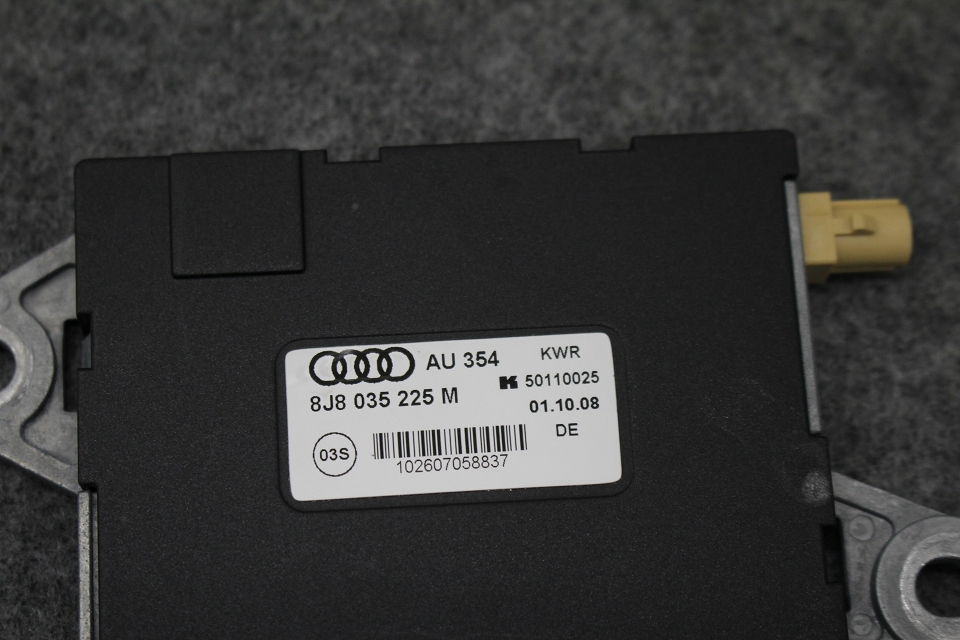 AU 354
KWR
8J8 035 225 M
K 50110025
01.10.08
DE
03S
102607058837